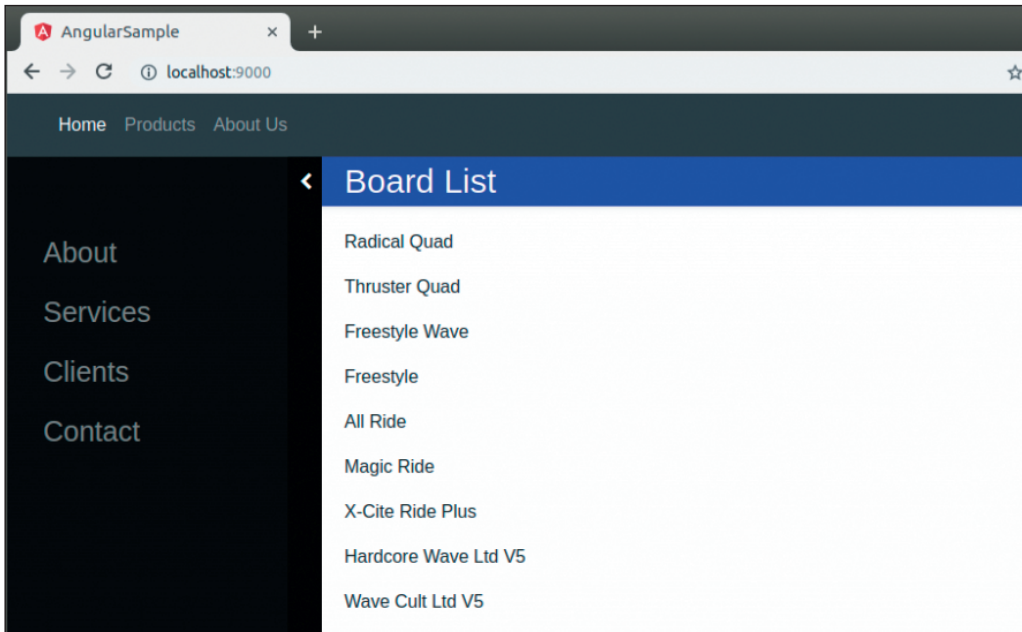 AngularSample
localhost:9000
Home Products About Us
About
Services
Clients
Contact
Board List
Radical Quad
Thruster Quad
Freestyle Wave
Freestyle
All Ride
Magic Ride
X-Cite Ride Plus
Hardcore Wave Ltd V5
Wave Cult Ltd V5